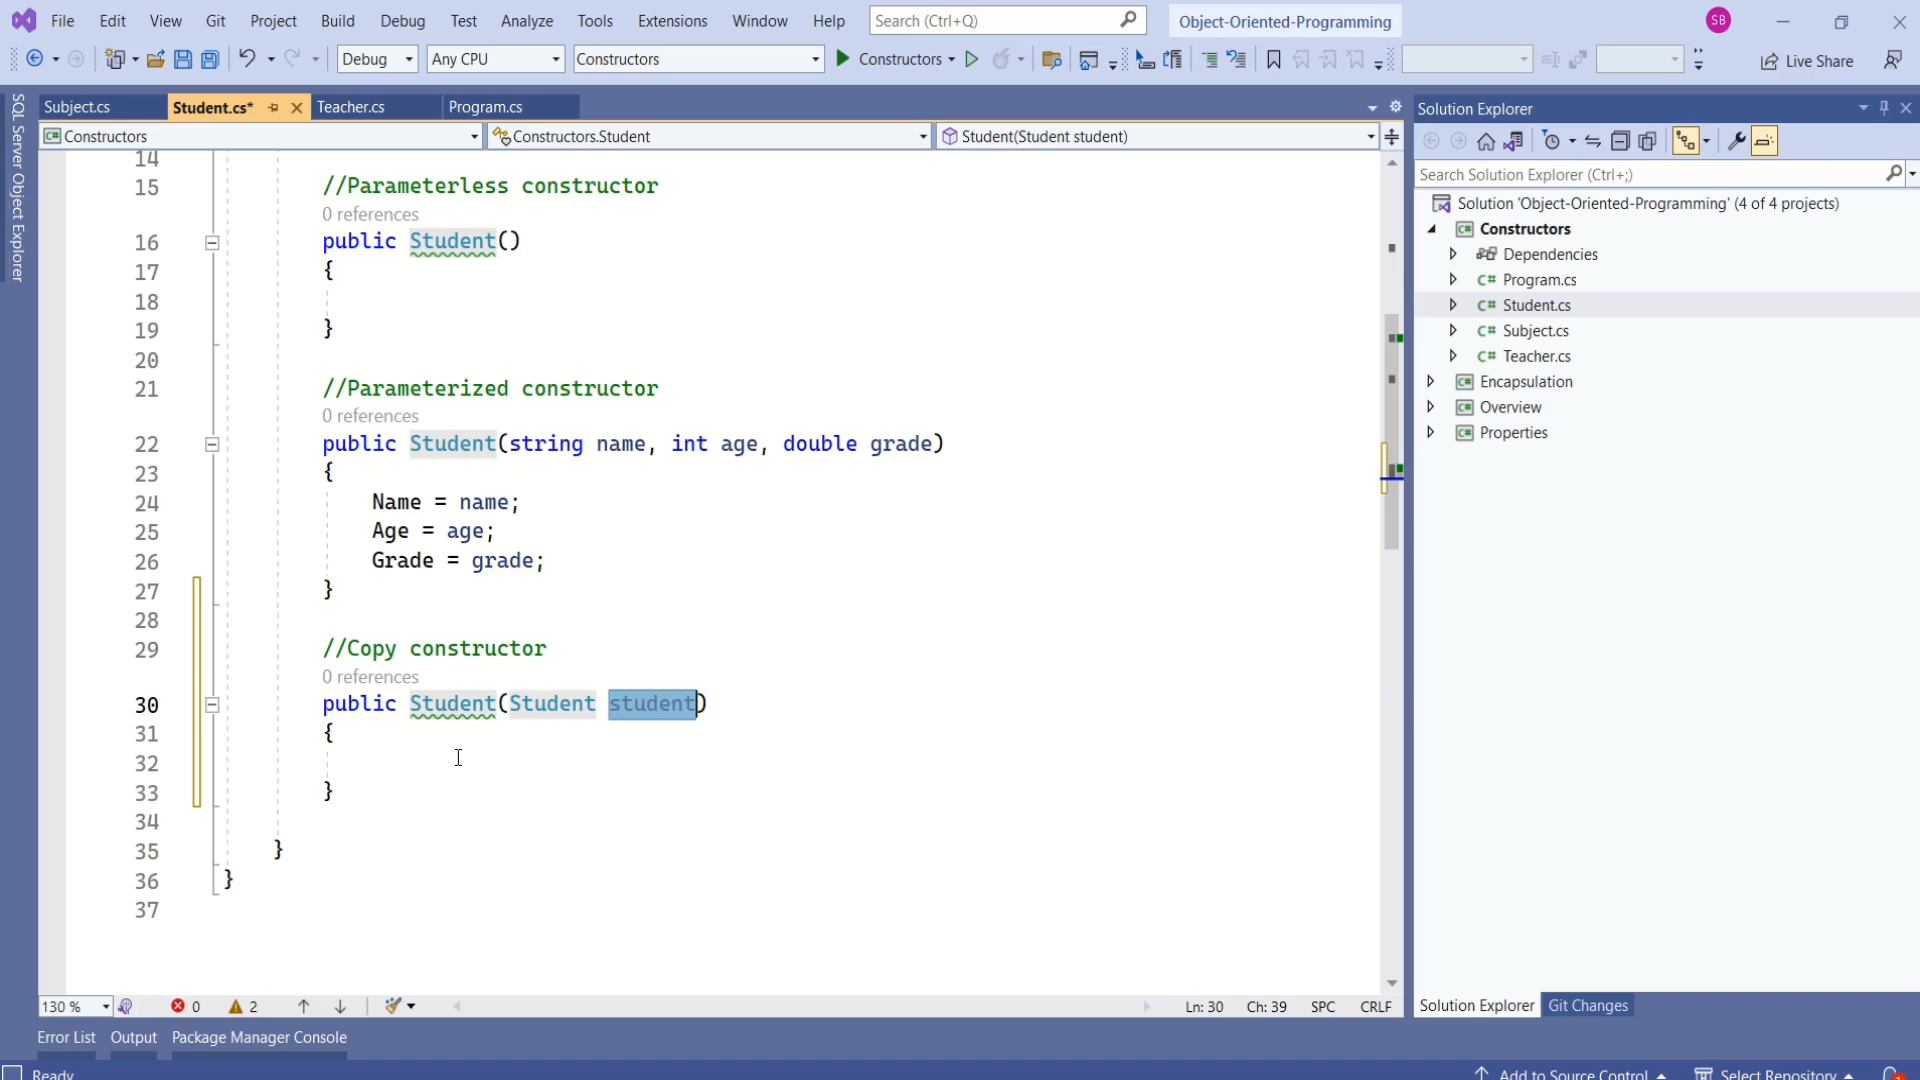 File Edit View Git Project Build Debug Test Analyze Tools Extensions Window Help Search (Ctrl+Q) Object-Oriented-Programming SB
Debug Any CPU Constructors Constructors Live Share
SQL Server Object Explorer
Subject.cs Student.cs* Teacher.cs Program.cs
Constructors Constructors.Student Student(Student student)
14
15 //Parameterless constructor
0 references
16 public Student()
17 {
18
19 }
20
21 //Parameterized constructor
0 references
22 public Student(string name, int age, double grade)
23 {
24 Name = name;
25 Age = age;
26 Grade = grade;
27 }
28
29 //Copy constructor
0 references
30 public Student(Student student)
31 {
32
33 }
34
35 }
36 }
37
130 % 0 2 Ln: 30 Ch: 39 SPC CRLF
Error List Output Package Manager Console
Solution Explorer
Search Solution Explorer (Ctrl+;)
Solution 'Object-Oriented-Programming' (4 of 4 projects)
C# Constructors
Dependencies
C# Program.cs
C# Student.cs
C# Subject.cs
C# Teacher.cs
C# Encapsulation
C# Overview
C# Properties
Solution Explorer Git Changes
Ready Add to Source Control Select Repository 1